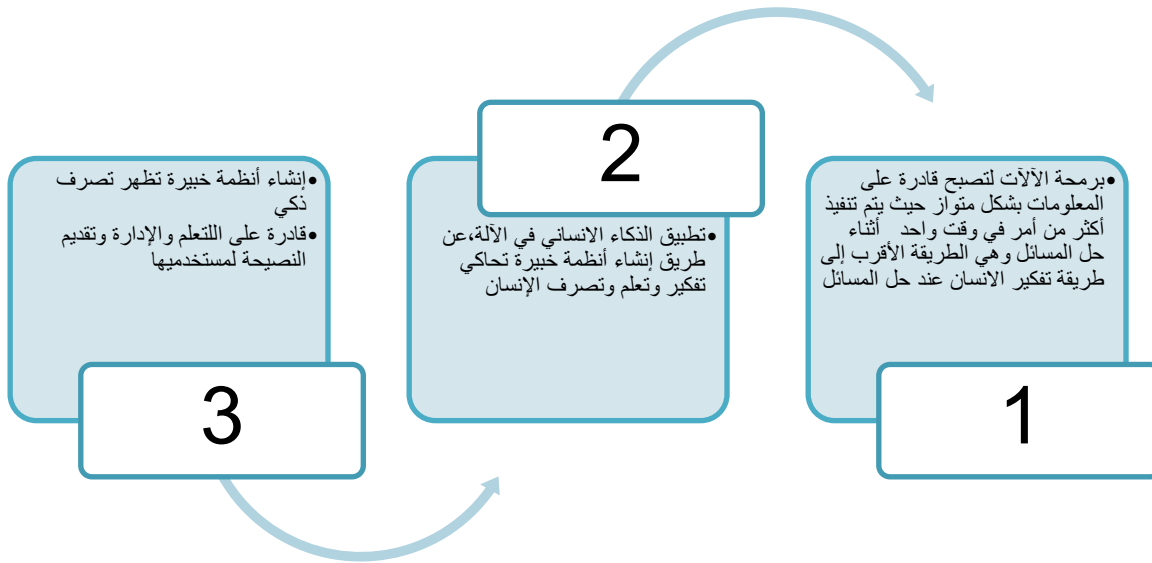 •برمحة الآلآت لتصبح قادرة على
المعلومات بشكل متواز حيث يتم تنفيذ
أكثر من أمر في وقت واحد أثناء
حل المسائل وهي الطريقة الأقرب إلى
طريقة تفكير الانسان عند حل المسائل
1
2
•تطبيق الذكاء الانساني في الآلة،عن
طريق إنشاء أنظمة خبيرة تحاكي
تفكير وتعلم وتصرف الإنسان
•إنشاء أنظمة خبيرة تظهر تصرف
ذكي
•قادرة على اللتعلم والإدارة وتقديم
النصيحة لمستخدميها
3